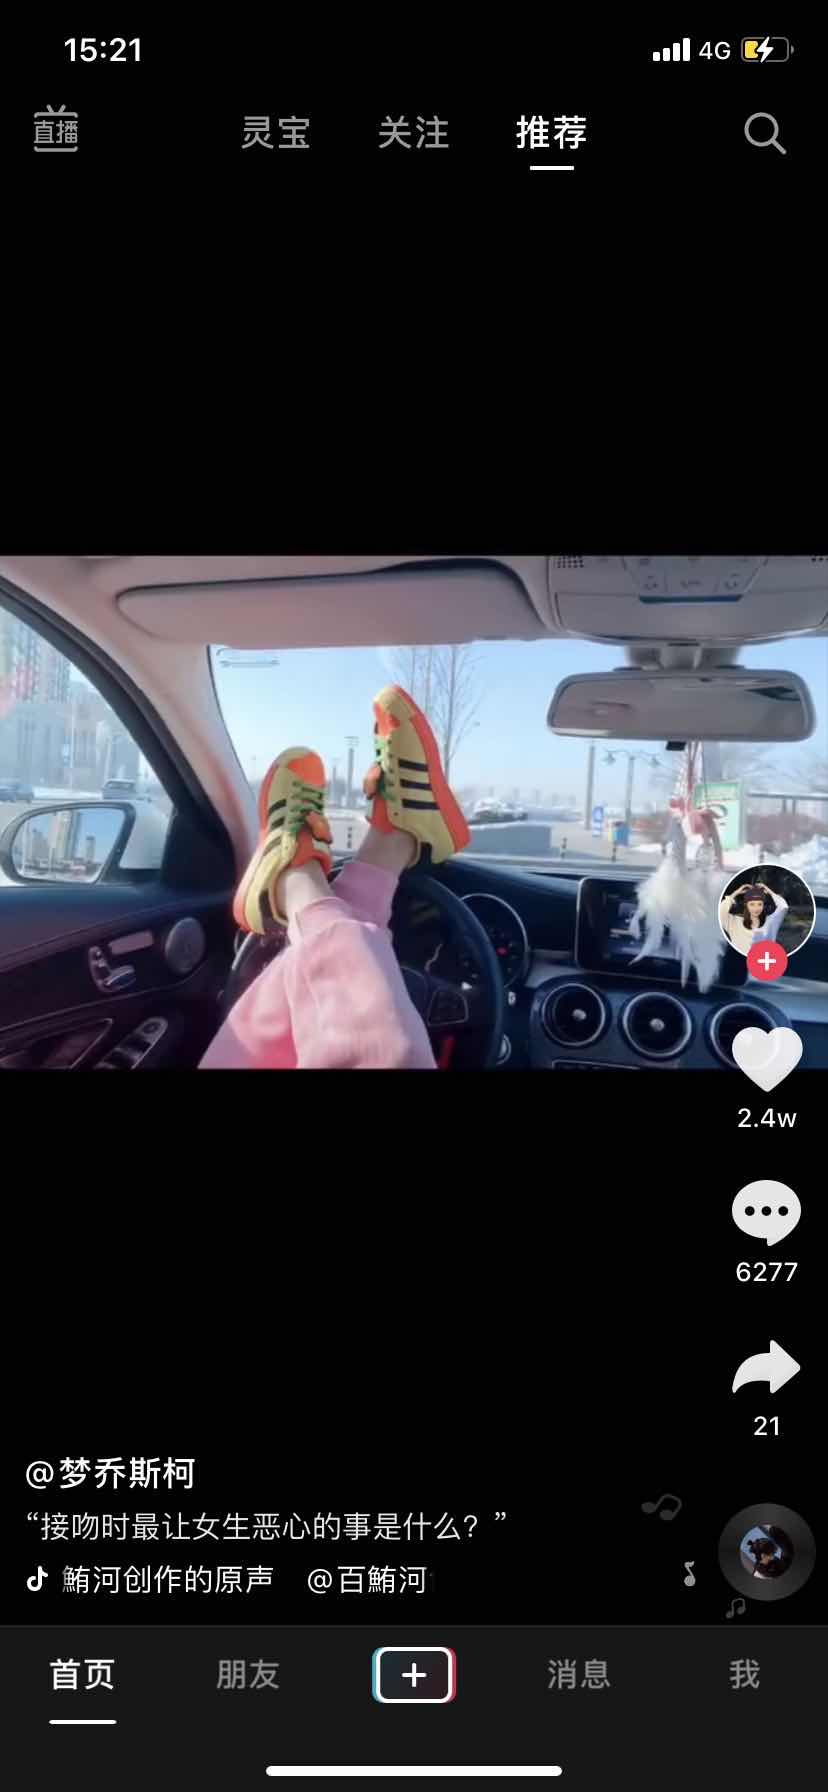 15:21
4G
直播
灵宝
关注
推荐
2.4w
6277
21
@梦乔斯柯
“接吻时最让女生恶心的事是什么？”
鮪河创作的原声 @百鮪河
首页
朋友
消息
我